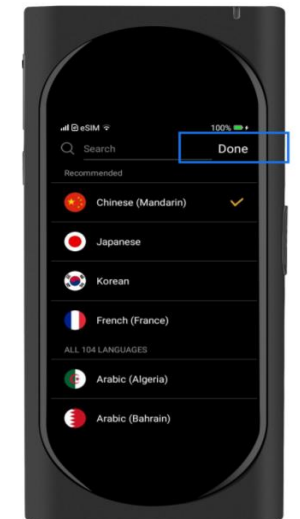 eSIM 100%
Search Done
Recommended
Chinese (Mandarin)
Japanese
Korean
French (France)
ALL 104 LANGUAGES
Arabic (Algeria)
Arabic (Bahrain)